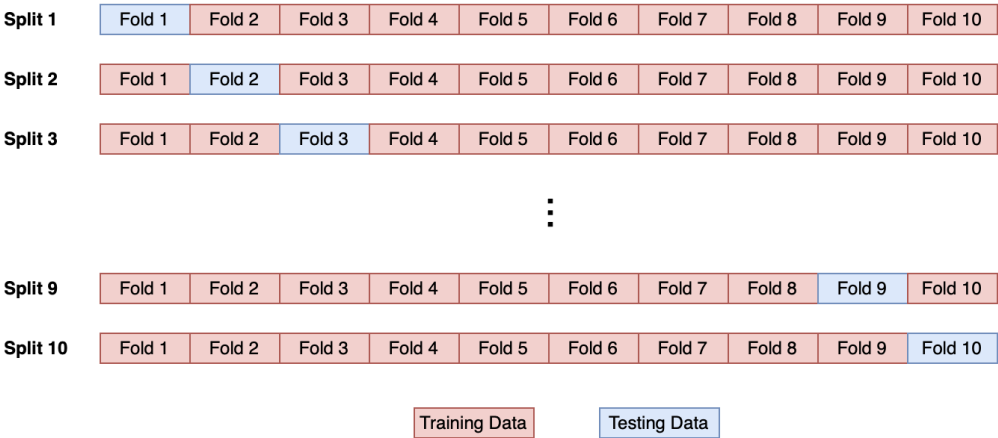 Split 1 Fold 1 Fold 2 Fold 3 Fold 4 Fold 5 Fold 6 Fold 7 Fold 8 Fold 9 Fold 10
Split 2 Fold 1 Fold 2 Fold 3 Fold 4 Fold 5 Fold 6 Fold 7 Fold 8 Fold 9 Fold 10
Split 3 Fold 1 Fold 2 Fold 3 Fold 4 Fold 5 Fold 6 Fold 7 Fold 8 Fold 9 Fold 10
⋮
Split 9 Fold 1 Fold 2 Fold 3 Fold 4 Fold 5 Fold 6 Fold 7 Fold 8 Fold 9 Fold 10
Split 10 Fold 1 Fold 2 Fold 3 Fold 4 Fold 5 Fold 6 Fold 7 Fold 8 Fold 9 Fold 10
Training Data Testing Data